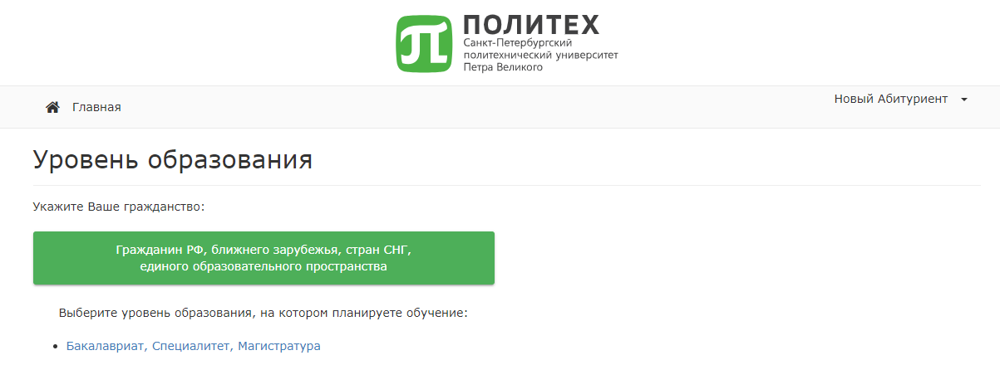 ПОЛИТЕХ
Санкт-Петербургский
политехнический университет
Петра Великого
Главная
Новый Абитуриент
Уровень образования
Укажите Ваше гражданство:
Гражданин РФ, ближнего зарубежья, стран СНГ,
единого образовательного пространства
Выберите уровень образования, на котором планируете обучение:
Бакалавриат, Специалитет, Магистратура